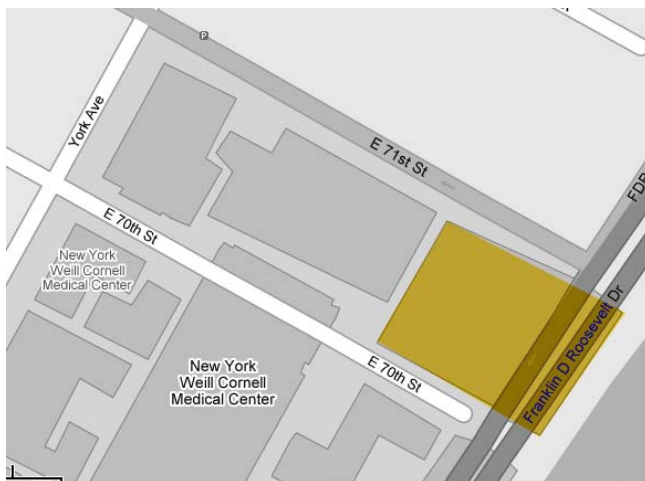 P
E 71st St
York Ave
FDR
E 70th St
New York
Weill Cornell
Medical Center
New York
Weill Cornell
Medical Center
E 70th St
Franklin D Roosevelt Dr